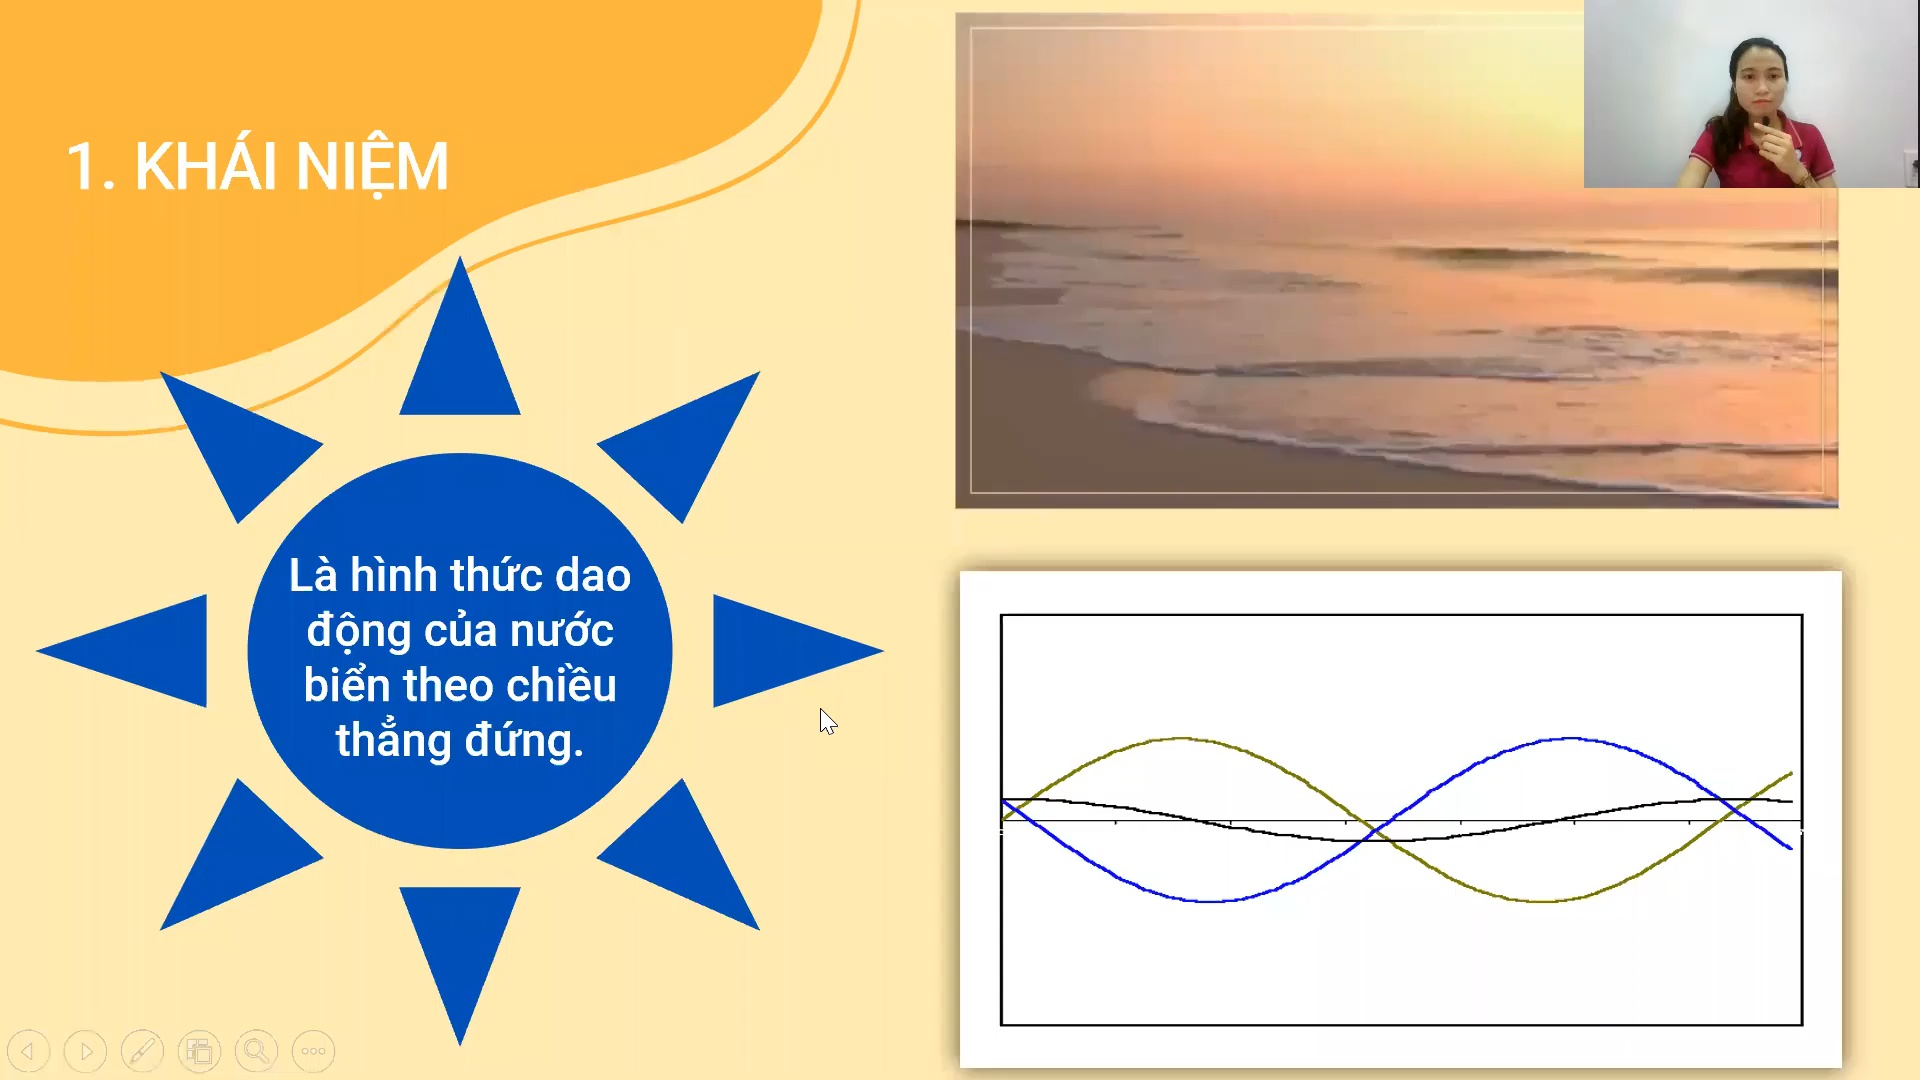 1. KHÁI NIỆM
Là hình thức dao
động của nước
biển theo chiều
thẳng đứng.